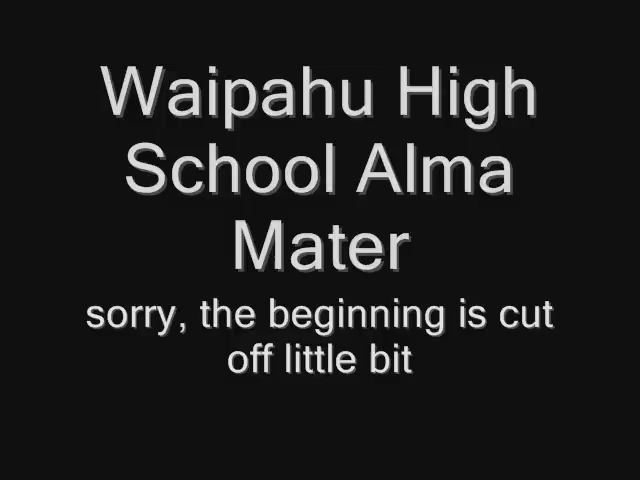 Waipahu High
School Alma
Mater
sorry, the beginning is cut
off little bit